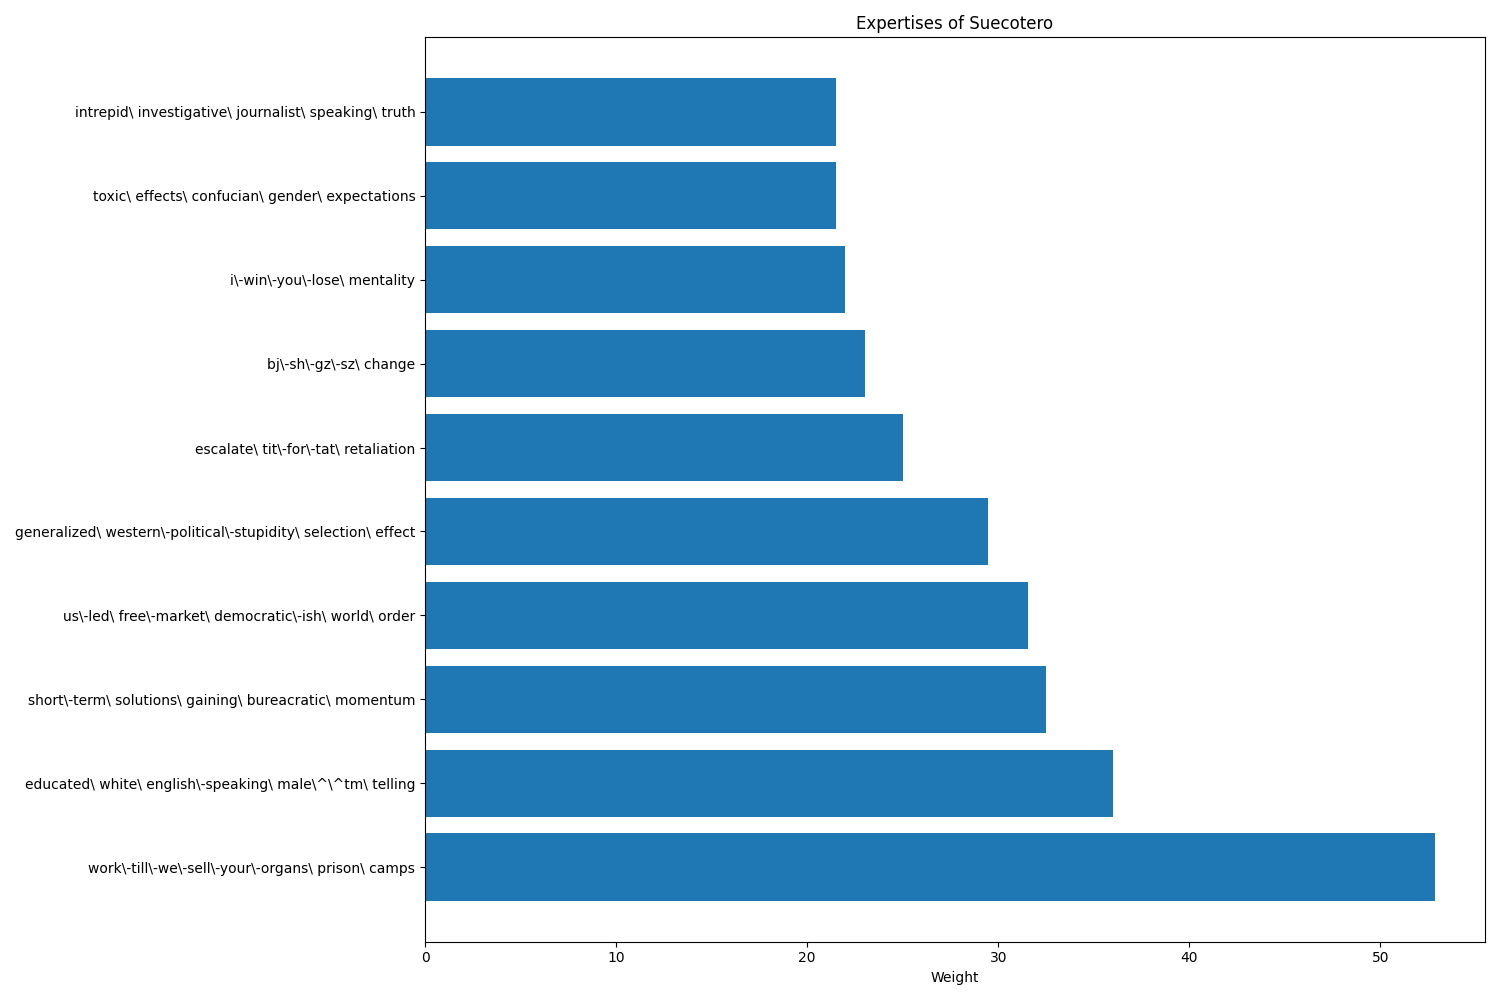 Expertises of Suecotero
intrepid\ investigative\ journalist\ speaking\ truth
toxic\ effects\ confucian\ gender\ expectations
i\-win\-you\-lose\ mentality
bj\-sh\-gz\-sz\ change
escalate\ tit\-for\-tat\ retaliation
generalized\ western\-political\-stupidity\ selection\ effect
us\-led\ free\-market\ democratic\-ish\ world\ order
short\-term\ solutions\ gaining\ bureacratic\ momentum
educated\ white\ english\-speaking\ male\^\^tm\ telling
work\-till\-we\-sell\-your\-organs\ prison\ camps
0 10 20 30 40 50
Weight